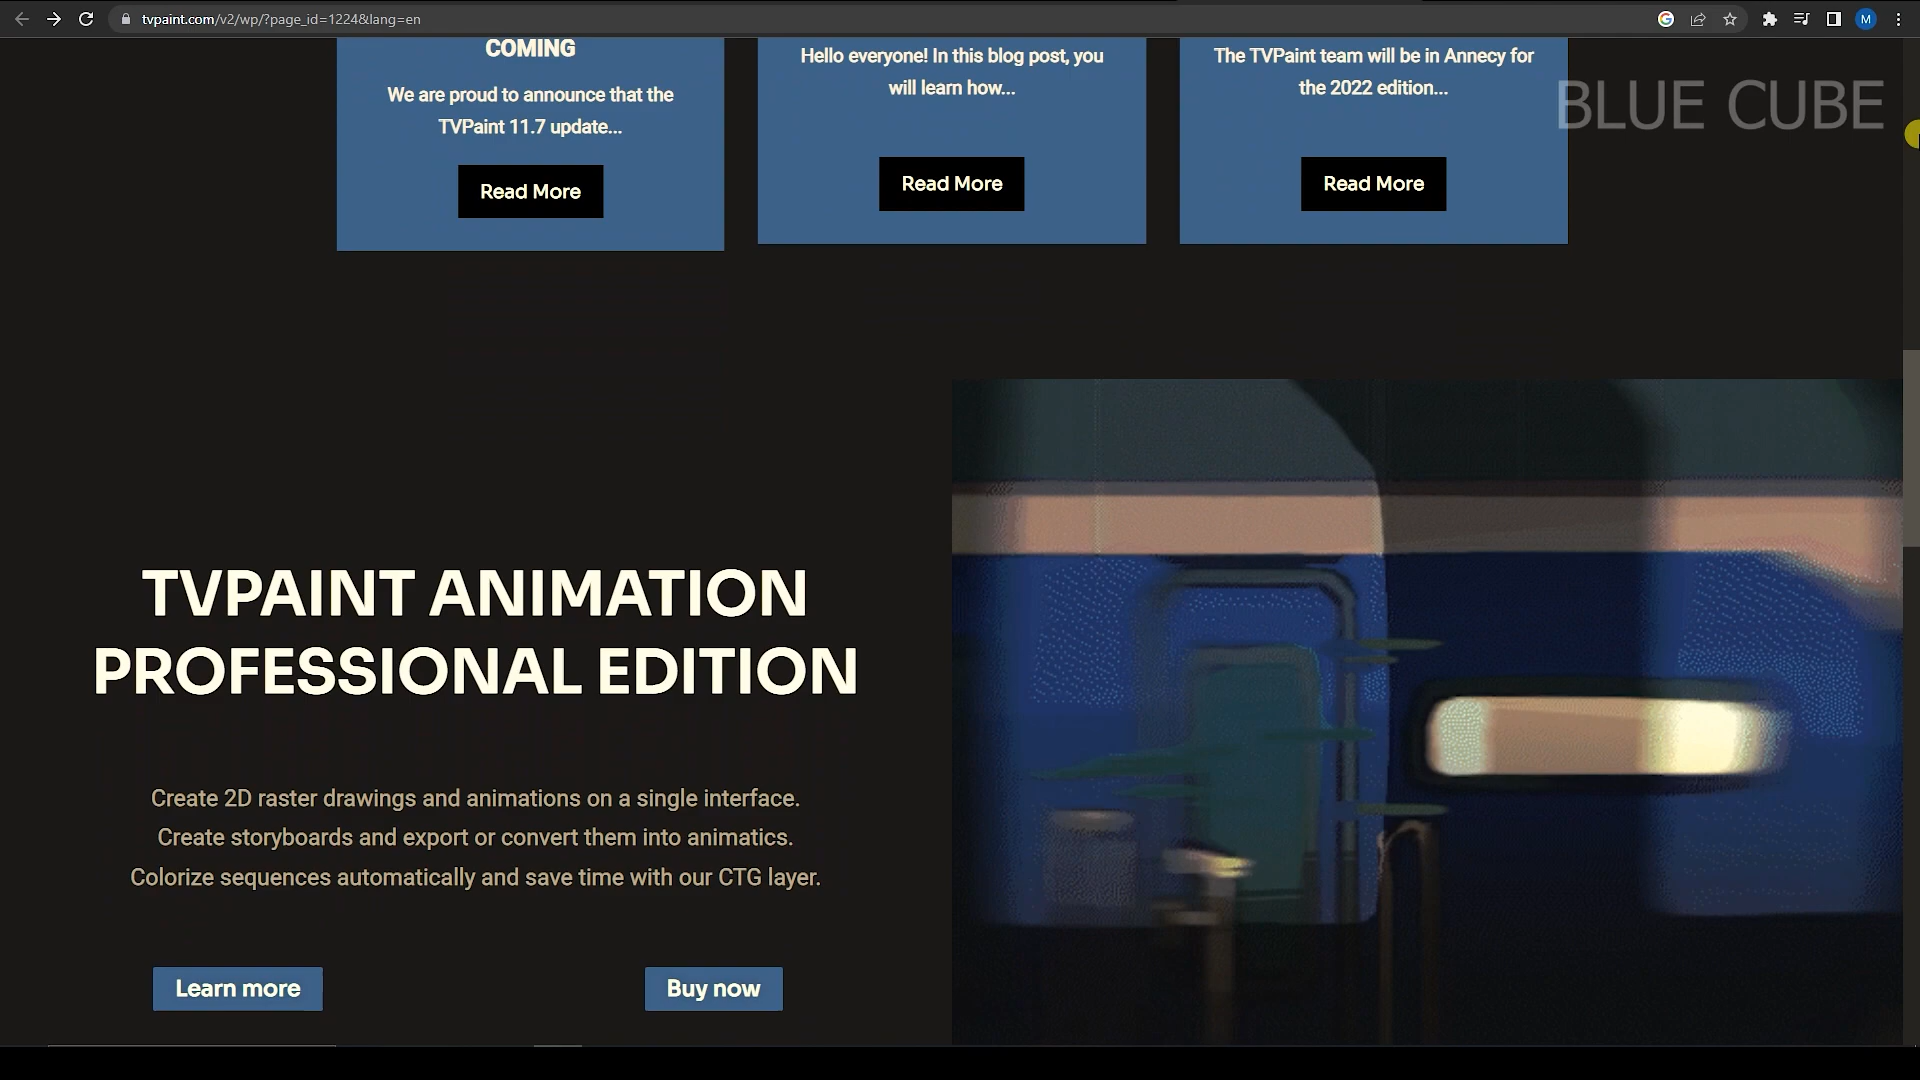 tvpaint.com/v2/wp/?page_id=1224&lang=en
M
BLUE CUBE
COMING
We are proud to announce that the
TVPaint 11.7 update...
Read More
Hello everyone! In this blog post, you
will learn how...
Read More
The TVPaint team will be in Annecy for
the 2022 edition...
Read More
TVPAINT ANIMATION
PROFESSIONAL EDITION
Create 2D raster drawings and animations on a single interface.
Create storyboards and export or convert them into animatics.
Colorize sequences automatically and save time with our CTG layer.
Learn more
Buy now